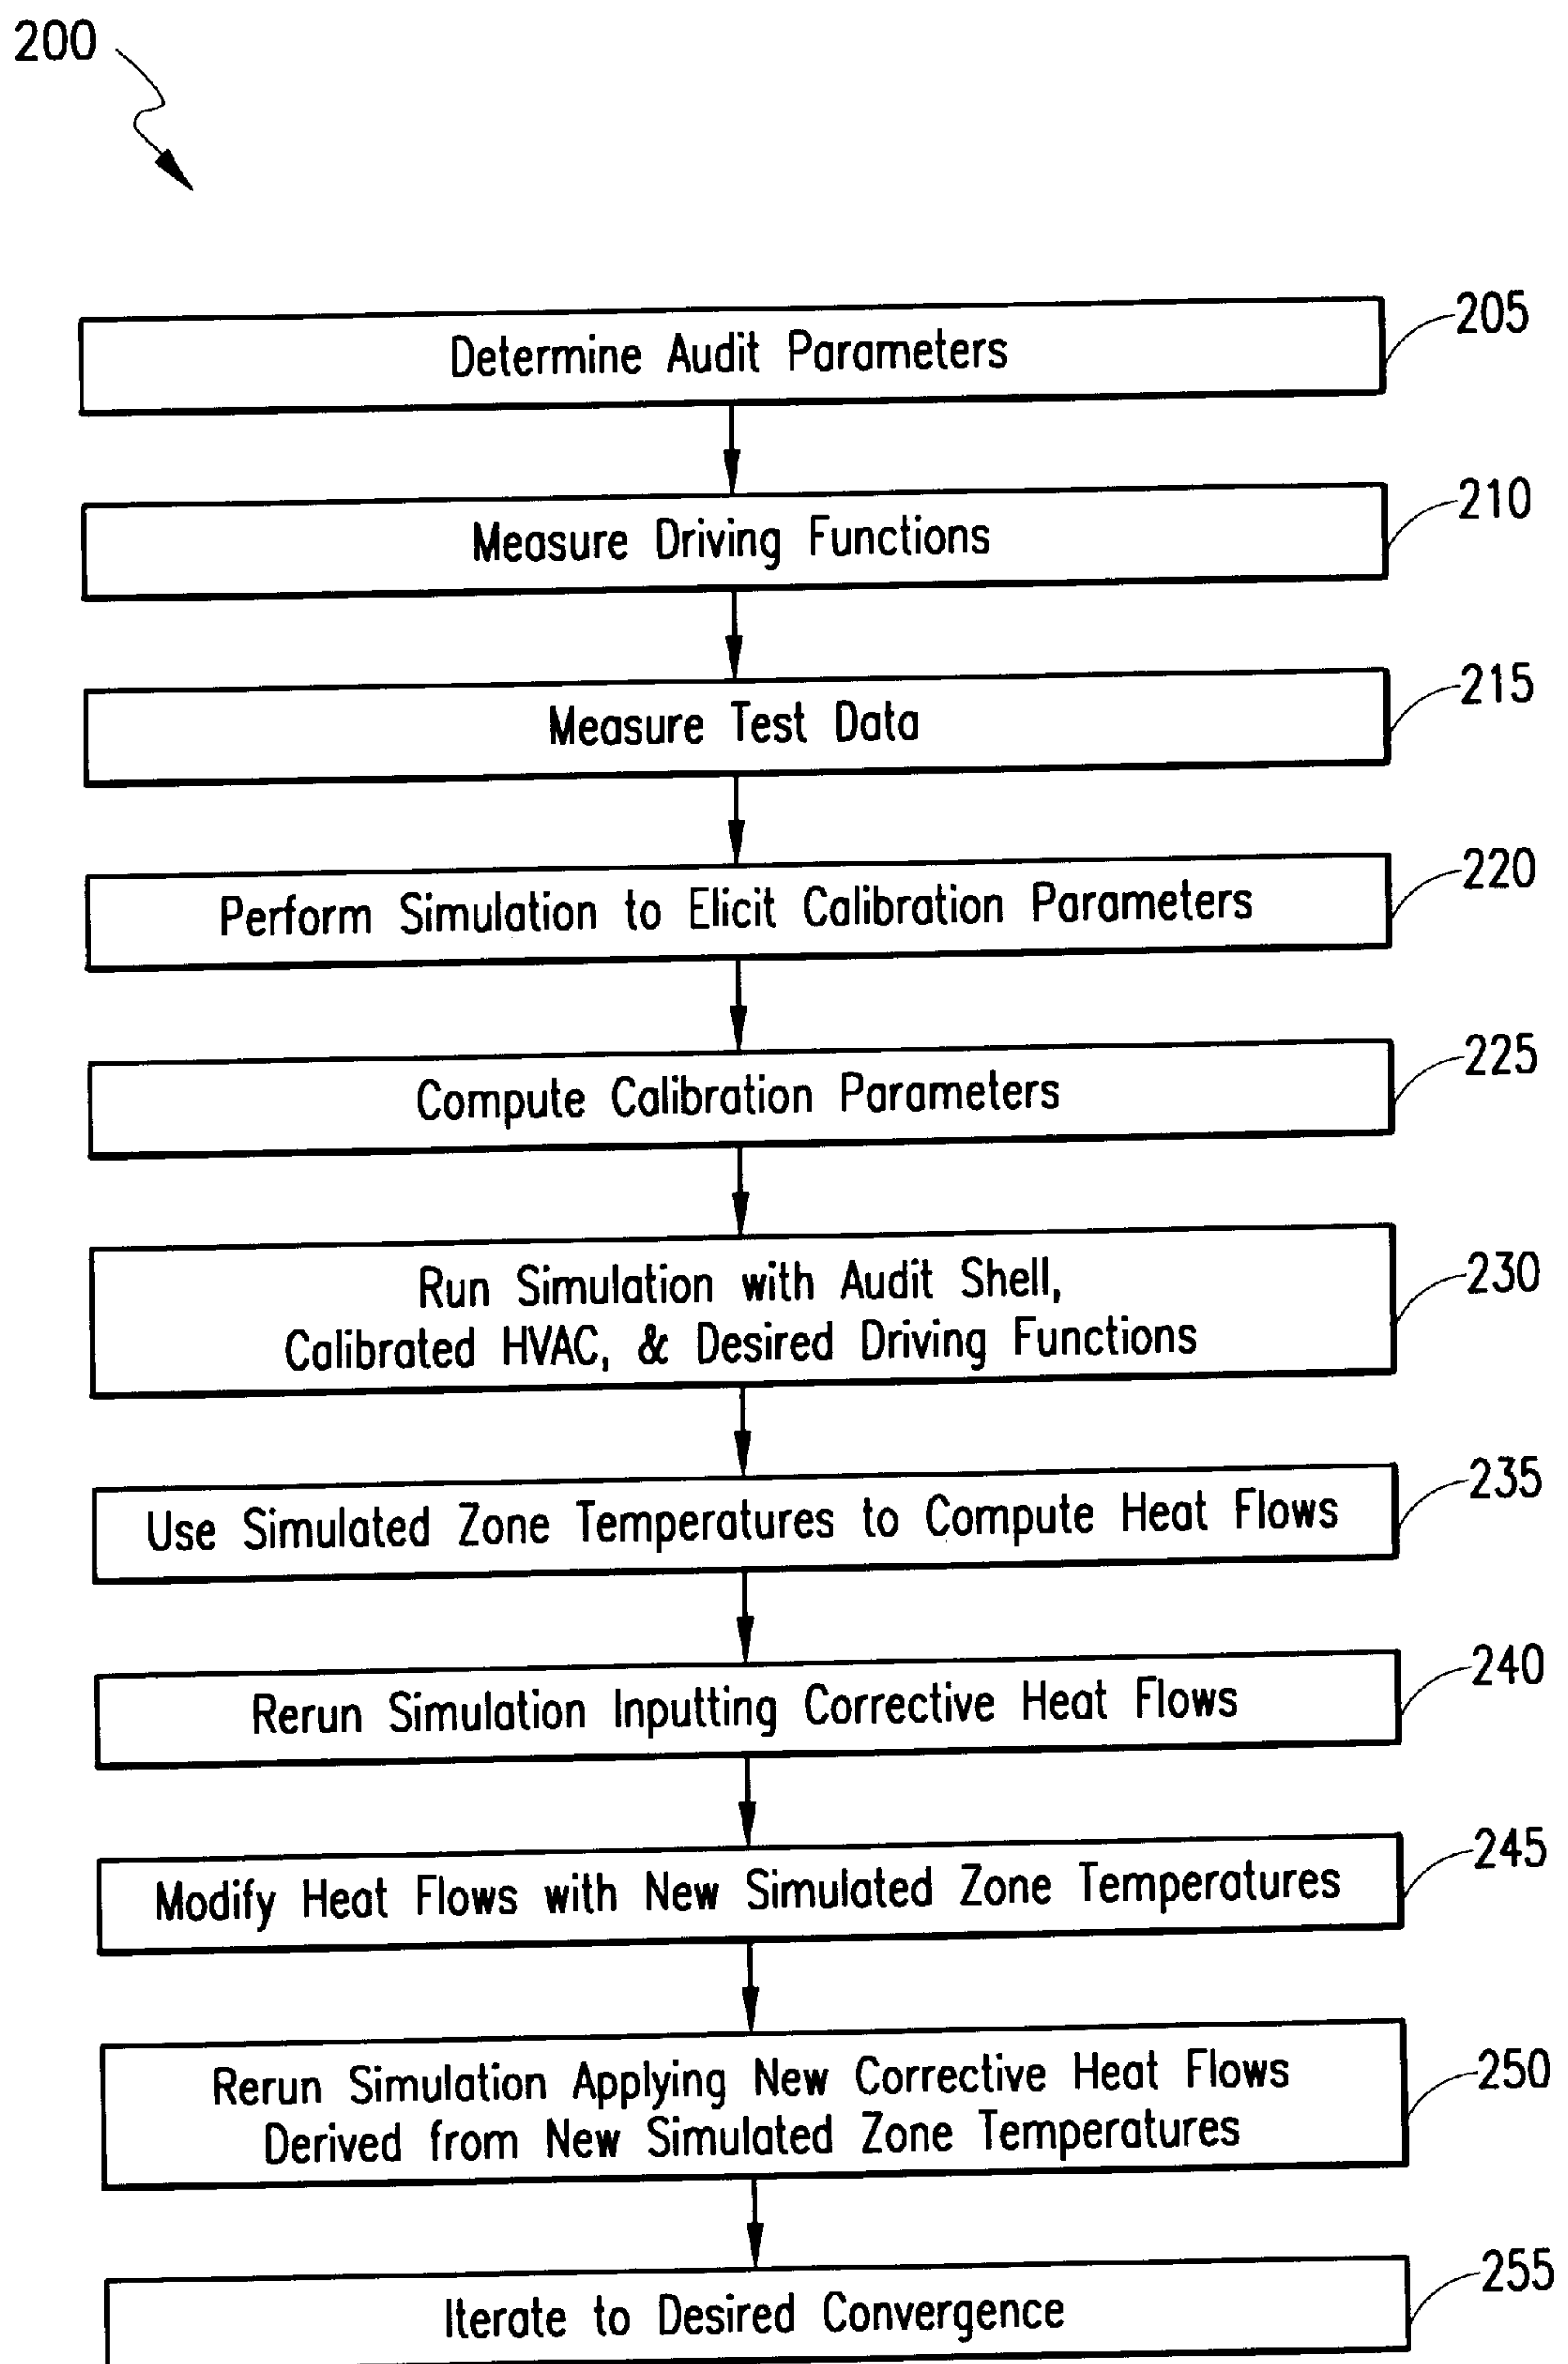 200
Determine Audit Parameters
205
Measure Driving Functions
210
Measure Test Data
215
Perform Simulation to Elicit Calibration Parameters
220
Compute Calibration Parameters
225
Run Simulation with Audit Shell,
Calibrated HVAC, & Desired Driving Functions
230
Use Simulated Zone Temperatures to Compute Heat Flows
235
Rerun Simulation Inputting Corrective Heat Flows
240
Modify Heat Flows with New Simulated Zone Temperatures
245
Rerun Simulation Applying New Corrective Heat Flows
Derived from New Simulated Zone Temperatures
250
Iterate to Desired Convergence
255